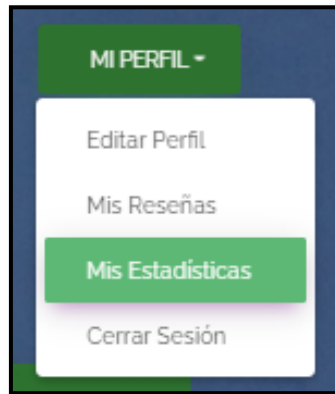 MI PERFIL
Editar Perfil
Mis Reseñas
Mis Estadísticas
Cerrar Sesión